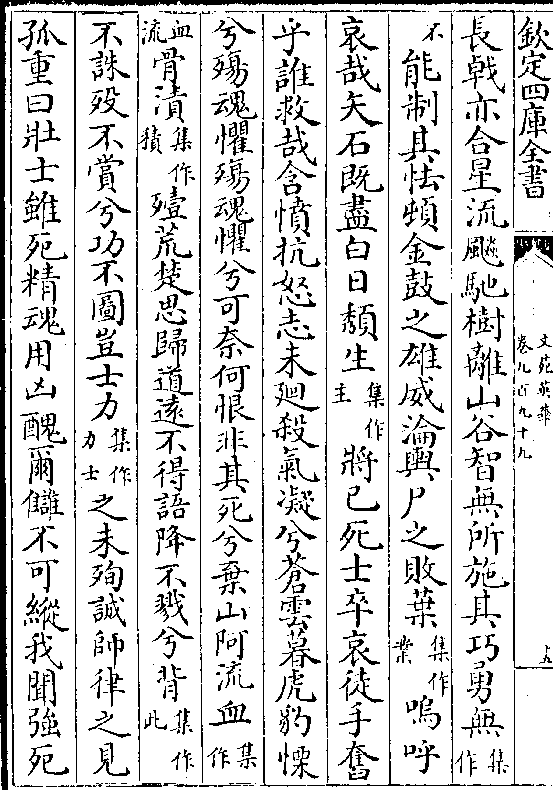 欽定四庫全書
文苑英華
卷九百九十九
五
長戟亦合星流飈馳樹離山谷智無所施其巧勇無集作
不能制其怯頓金鼓之雄威淪輿尸之敗葉集作業嗚呼
哀哉矢石既盡白日頽生集作主將已死士卒哀徒手奮
乎誰救哉含憤抗怒志未廻殺氣凝兮蒼雲暮虎豹慄
兮殤魂懼殤魂懼兮可奈何恨非其死兮棄山阿流血集作
血流骨漬集作積殪荒楚思歸道遠不得語降不戮兮背集作此
不誅殁不賞兮功不圖豈士力集作力士之未殉誠師律之見
孤重曰壯士雖死精魂用凶醜爾讎不可縱我聞強死